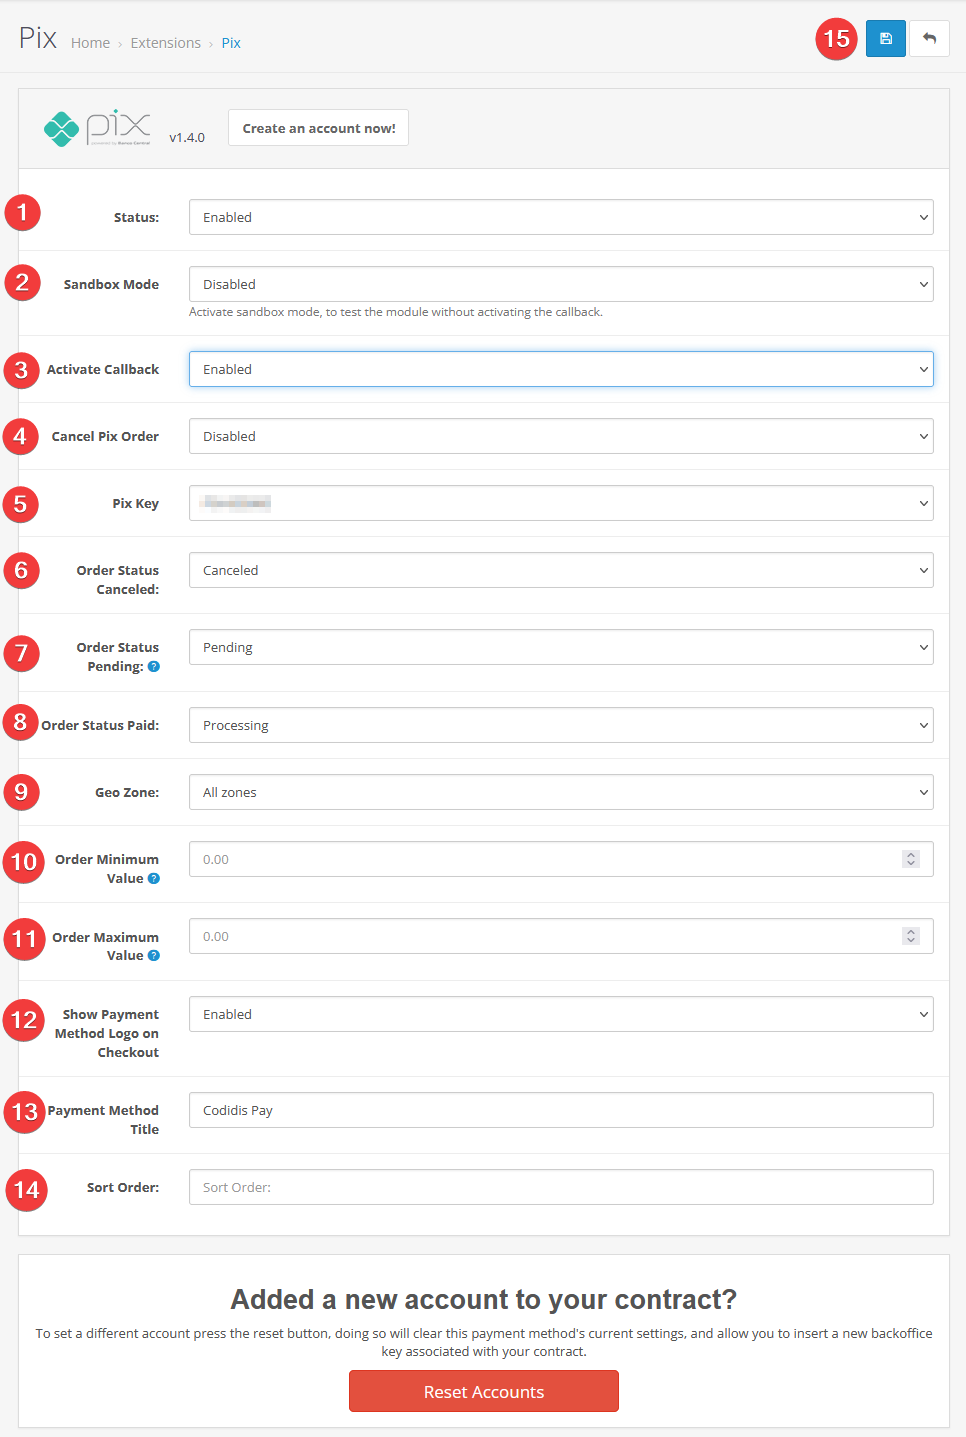 Pix Home › Extensions › Pix 15
pix v1.4.0 Create an account now!
powered by Banco Central
1 Status: Enabled
2 Sandbox Mode Disabled
Activate sandbox mode, to test the module without activating the callback.
3 Activate Callback Enabled
4 Cancel Pix Order Disabled
5 Pix Key
6 Order Status Canceled
Canceled:
7 Order Status Pending
Pending: ?
8 Order Status Paid: Processing
9 Geo Zone: All zones
10 Order Minimum 0.00
Value ?
11 Order Maximum 0.00
Value ?
12 Show Payment Enabled
Method Logo on
Checkout
13 Payment Method Codidis Pay
Title
14 Sort Order: Sort Order:
Added a new account to your contract?
To set a different account press the reset button, doing so will clear this payment method's current settings, and allow you to insert a new backoffice
key associated with your contract.
Reset Accounts